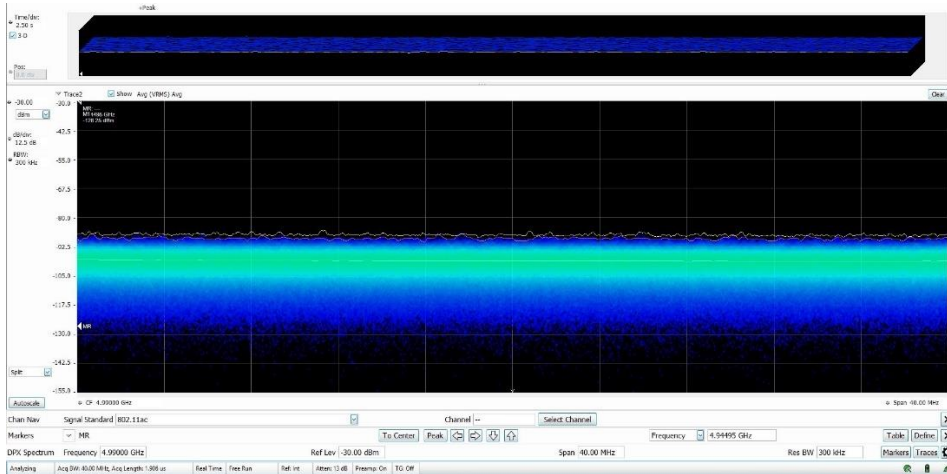 Peak
Time/div:
2.50 s
3-D
Pos:
Trace2 Show Avg (VRMS) Avg Clear
-30.00
dBm
dB/div:
12.5 dB
RBW:
300 kHz
-30.0
MR: ---
-42.5
-55.0
-67.5
-80.0
-92.5
-105.0
-117.5
MR
-130.0
-142.5
Split
-155.0
Autoscale CF 4.99000 GHz Span 40.00 MHz
Chan Nav Signal Standard 802.11ac Channel -- Select Channel
Markers MR To Center Peak Frequency 4.94495 GHz Table Define
DPX Spectrum Frequency 4.99000 GHz Ref Lev -30.00 dBm Span 40.00 MHz Res BW 300 kHz Markers Traces
Analyzing Acq BW: 40.00 MHz, Acq Length: 1.906 us Real Time Free Run Ref: Int Atten: 13 dB Preamp: On TG: Off